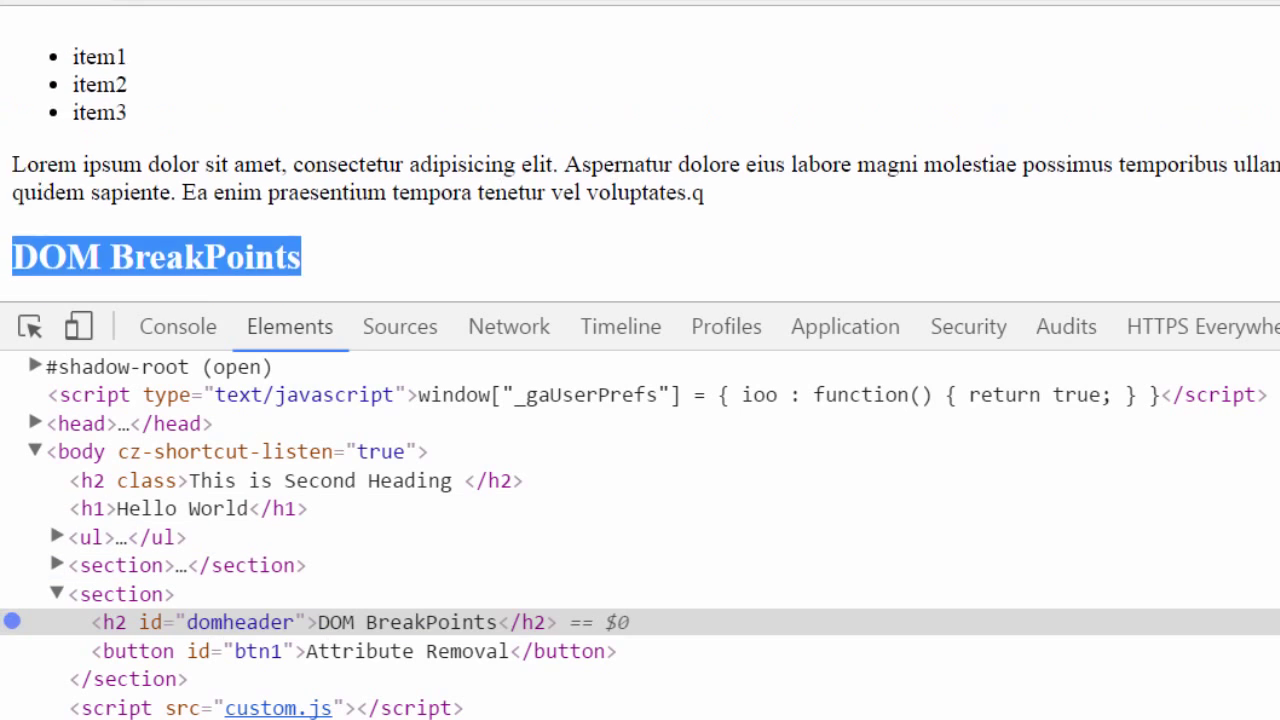 item1
item2
item3
Lorem ipsum dolor sit amet, consectetur adipisicing elit. Aspernatur dolore eius labore magni molestiae possimus temporibus ullan
quidem sapiente. Ea enim praesentium tempora tenetur vel voluptates.q
DOM BreakPoints
Console Elements Sources Network Timeline Profiles Application Security Audits HTTPS Everywhe
#shadow-root (open)
<script type="text/javascript">window["_gaUserPrefs"] = { ioo : function() { return true; } }</script>
<head>…</head>
<body cz-shortcut-listen="true">
<h2 class>This is Second Heading </h2>
<h1>Hello World</h1>
<ul>…</ul>
<section>…</section>
<section>
<h2 id="domheader">DOM BreakPoints</h2> == $0
<button id="btn1">Attribute Removal</button>
</section>
<script src="custom.js"></script>